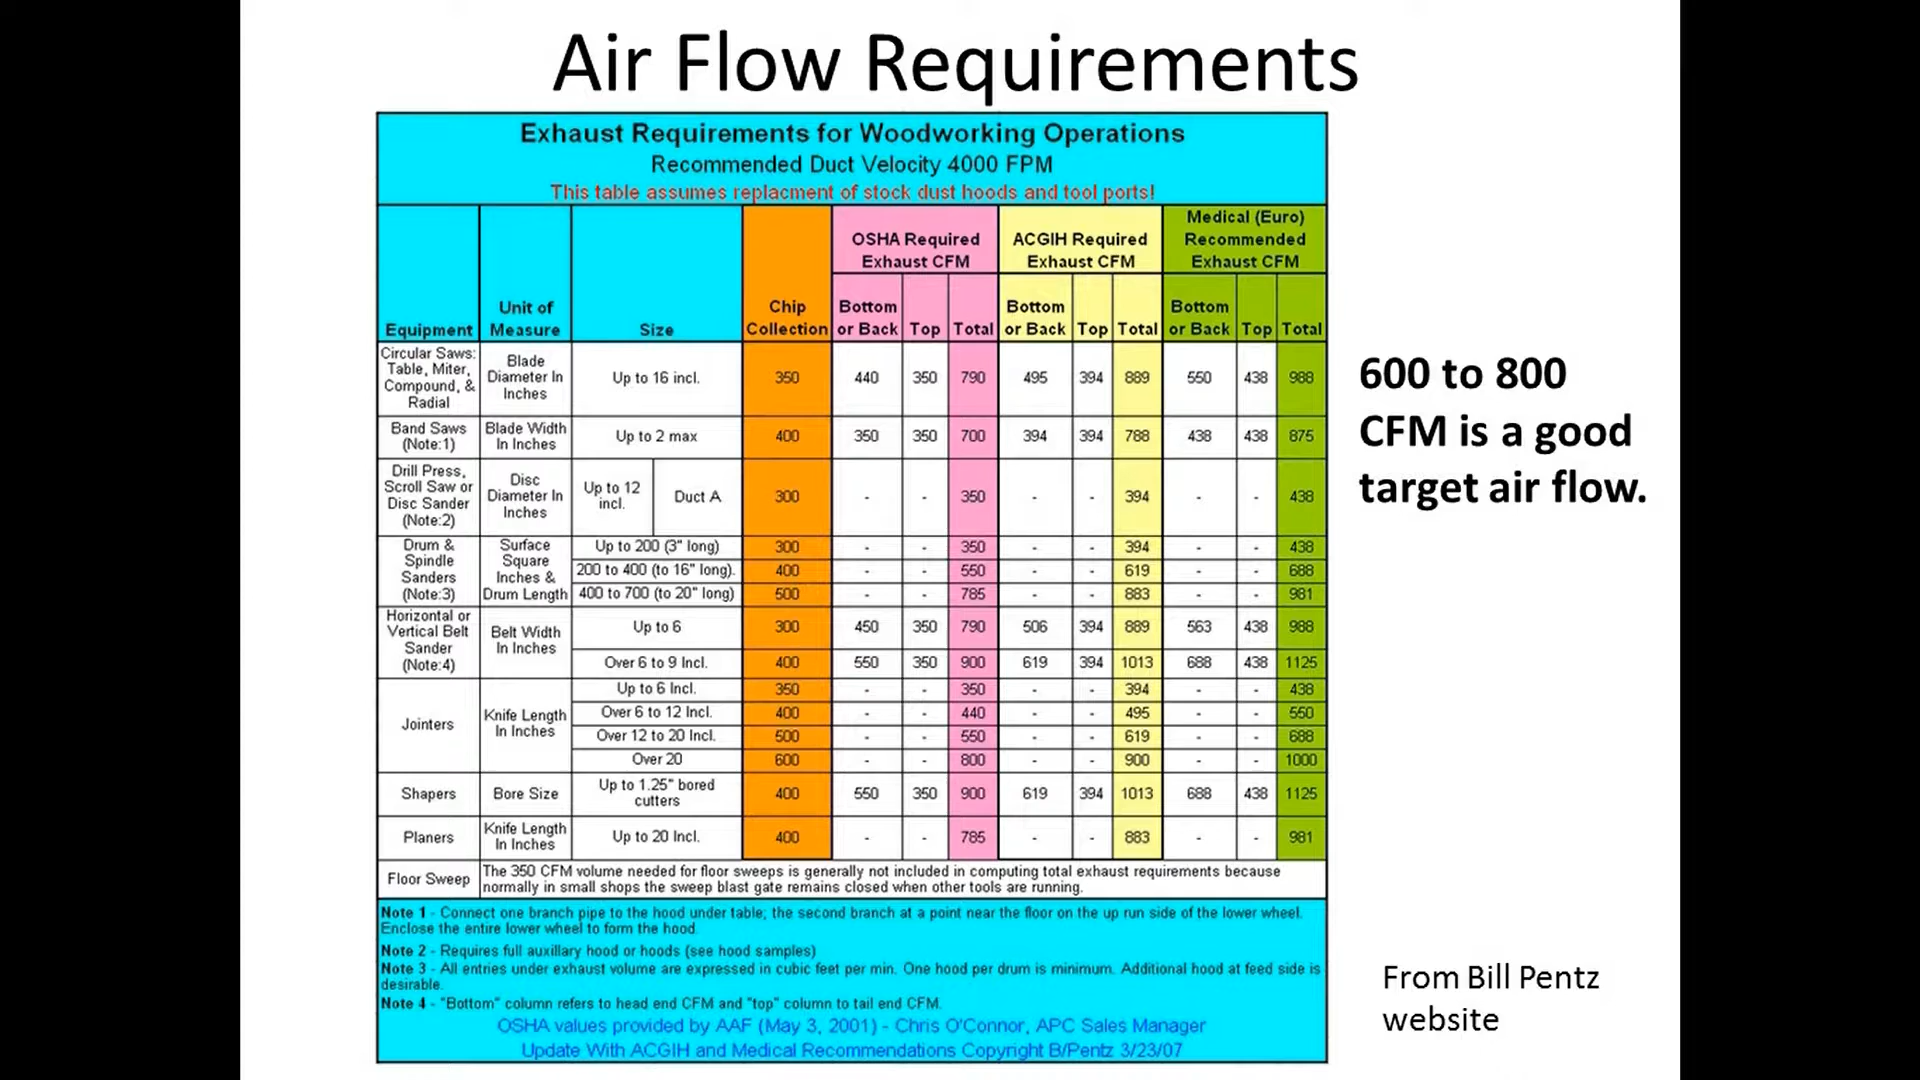 Air Flow Requirements
Exhaust Requirements for Woodworking Operations
Recommended Duct Velocity 4000 FPM
This table assumes replacment of stock dust hoods and tool ports!
Equipment | Unit of Measure | Size | Chip Collection | OSHA Required Exhaust CFM | ACGIH Required Exhaust CFM | Medical (Euro) Recommended Exhaust CFM
Bottom or Back | Top | Total | Bottom or Back | Top | Total | Bottom or Back | Top | Total
Circular Saws: Table, Miter, Compound, & Radial | Blade Diameter In Inches | Up to 16 incl. | 350 | 440 | 350 | 790 | 495 | 394 | 889 | 550 | 438 | 988
Band Saws (Note:1) | Blade Width In Inches | Up to 2 max | 400 | 350 | 350 | 700 | 394 | 394 | 788 | 438 | 438 | 875
Drill Press, Scroll Saw or Disc Sander (Note:2) | Disc Diameter In Inches | Up to 12 incl. | Duct A | 300 | - | - | 350 | - | - | 394 | - | - | 438
Drum & Spindle Sanders (Note:3) | Surface Square Inches & Drum Length | Up to 200 (3" long) | 300 | - | - | 350 | - | - | 394 | - | - | 438
200 to 400 (to 16" long). | 400 | - | - | 550 | - | - | 619 | - | - | 688
400 to 700 (to 20" long) | 500 | - | - | 785 | - | - | 883 | - | - | 981
Horizontal or Vertical Belt Sander (Note:4) | Belt Width In Inches | Up to 6 | 300 | 450 | 350 | 790 | 506 | 394 | 889 | 563 | 438 | 988
Over 6 to 9 Incl. | 400 | 550 | 350 | 900 | 619 | 394 | 1013 | 688 | 438 | 1125
Jointers | Knife Length In Inches | Up to 6 Incl. | 350 | - | - | 350 | - | - | 394 | - | - | 438
Over 6 to 12 Incl. | 400 | - | - | 440 | - | - | 495 | - | - | 550
Over 12 to 20 Incl. | 500 | - | - | 550 | - | - | 619 | - | - | 688
Over 20 | 600 | - | - | 800 | - | - | 900 | - | - | 1000
Shapers | Bore Size | Up to 1.25" bored cutters | 400 | 550 | 350 | 900 | 619 | 394 | 1013 | 688 | 438 | 1125
Planers | Knife Length In Inches | Up to 20 Incl. | 400 | - | - | 785 | - | - | 883 | - | - | 981
Floor Sweep | The 350 CFM volume needed for floor sweeps is generally not included in computing total exhaust requirements because
normally in small shops the sweep blast gate remains closed when other tools are running.
Note 1 - Connect one branch pipe to the hood under table; the second branch at a point near the floor on the up run side of the lower wheel.
Enclose the entire lower wheel to form the hood.
Note 2 - Requires full auxillary hood or hoods (see hood samples)
Note 3 - All entries under exhaust volume are expressed in cubic feet per min. One hood per drum is minimum. Additional hood at feed side is
desirable.
Note 4 - "Bottom" column refers to head end CFM and "top" column to tail end CFM.
OSHA values provided by AAF (May 3, 2001) - Chris O'Connor, APC Sales Manager
Update With ACGIH and Medical Recommendations Copyright B/Pentz 3/23/07
600 to 800
CFM is a good
target air flow.
From Bill Pentz
website